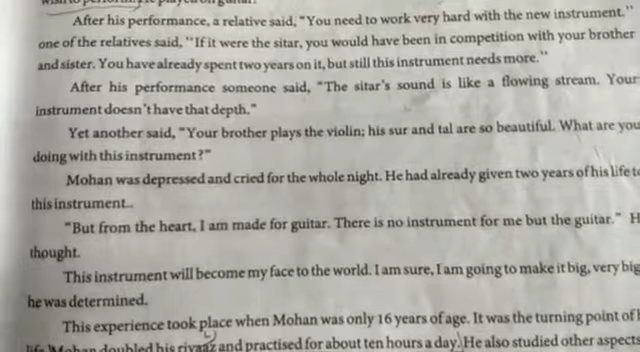 After his performance, a relative said, "You need to work very hard with the new instrument."
one of the relatives said, "If it were the sitar, you would have been in competition with your brother
and sister. You have already spent two years on it, but still this instrument needs more."
After his performance someone said, "The sitar's sound is like a flowing stream. Your
instrument doesn't have that depth."
Yet another said, "Your brother plays the violin; his sur and tal are so beautiful. What are you
doing with this instrument?"
Mohan was depressed and cried for the whole night. He had already given two years of his life
this instrument..
"But from the heart, I am made for guitar. There is no instrument for me but the guitar."
thought.
This instrument will become my face to the world. I am sure, I am going to make it big, very big
he was determined.
This experience took place when Mohan was only 16 years of age. It was the turning point of
life Mohan doubled his riyaaz and practised for about ten hours a day. He also studied other aspects